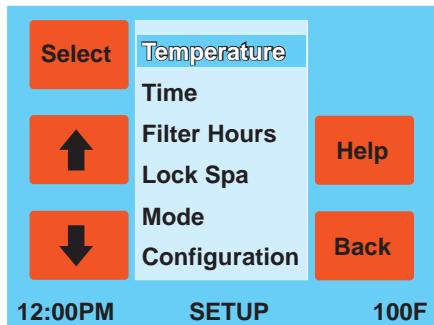 Select
Temperature
Time
Filter Hours
Lock Spa
Mode
Configuration
Help
Back
12:00PM SETUP 100F